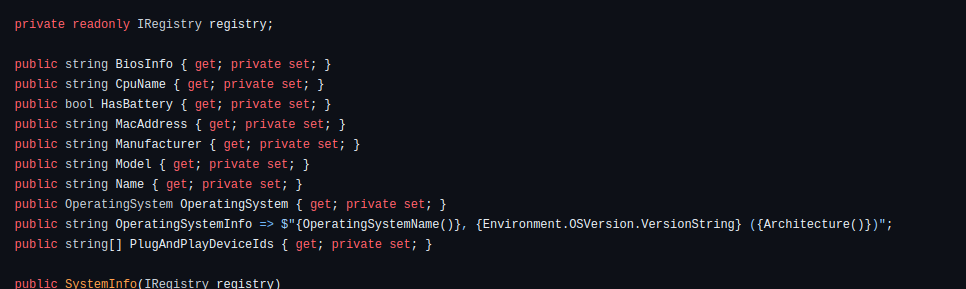 private readonly IRegistry registry;
public string BiosInfo { get; private set; }
public string CpuName { get; private set; }
public bool HasBattery { get; private set; }
public string MacAddress { get; private set; }
public string Manufacturer { get; private set; }
public string Model { get; private set; }
public string Name { get; private set; }
public OperatingSystem OperatingSystem { get; private set; }
public string OperatingSystemInfo => $"{OperatingSystemName()}, {Environment.OSVersion.VersionString} ({Architecture()})";
public string[] PlugAndPlayDeviceIds { get; private set; }
public SystemInfo(IRegistry registry)